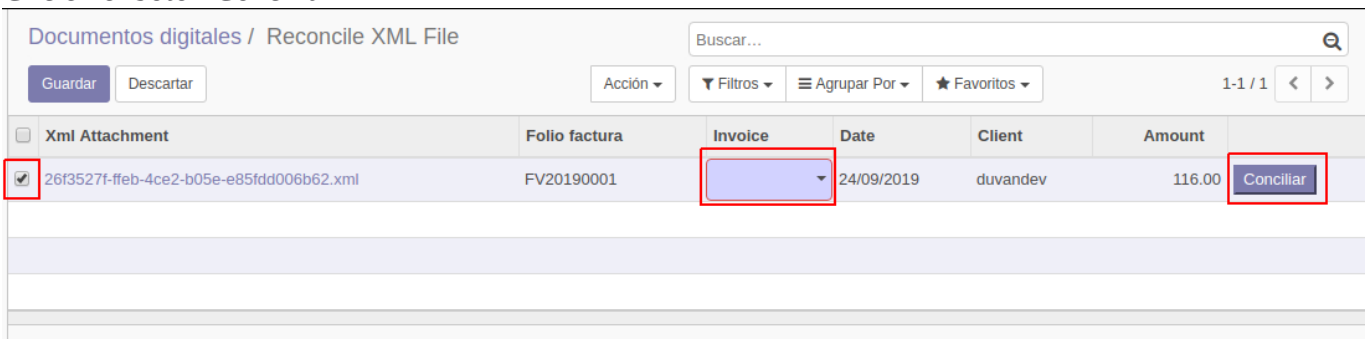 Documentos digitales / Reconcile XML File
Buscar...
Guardar Descartar Acción Filtros Agrupar Por Favoritos 1-1 / 1
Xml Attachment Folio factura Invoice Date Client Amount
26f3527f-ffeb-4ce2-b05e-e85fdd006b62.xml FV20190001 24/09/2019 duvandev 116.00 Conciliar